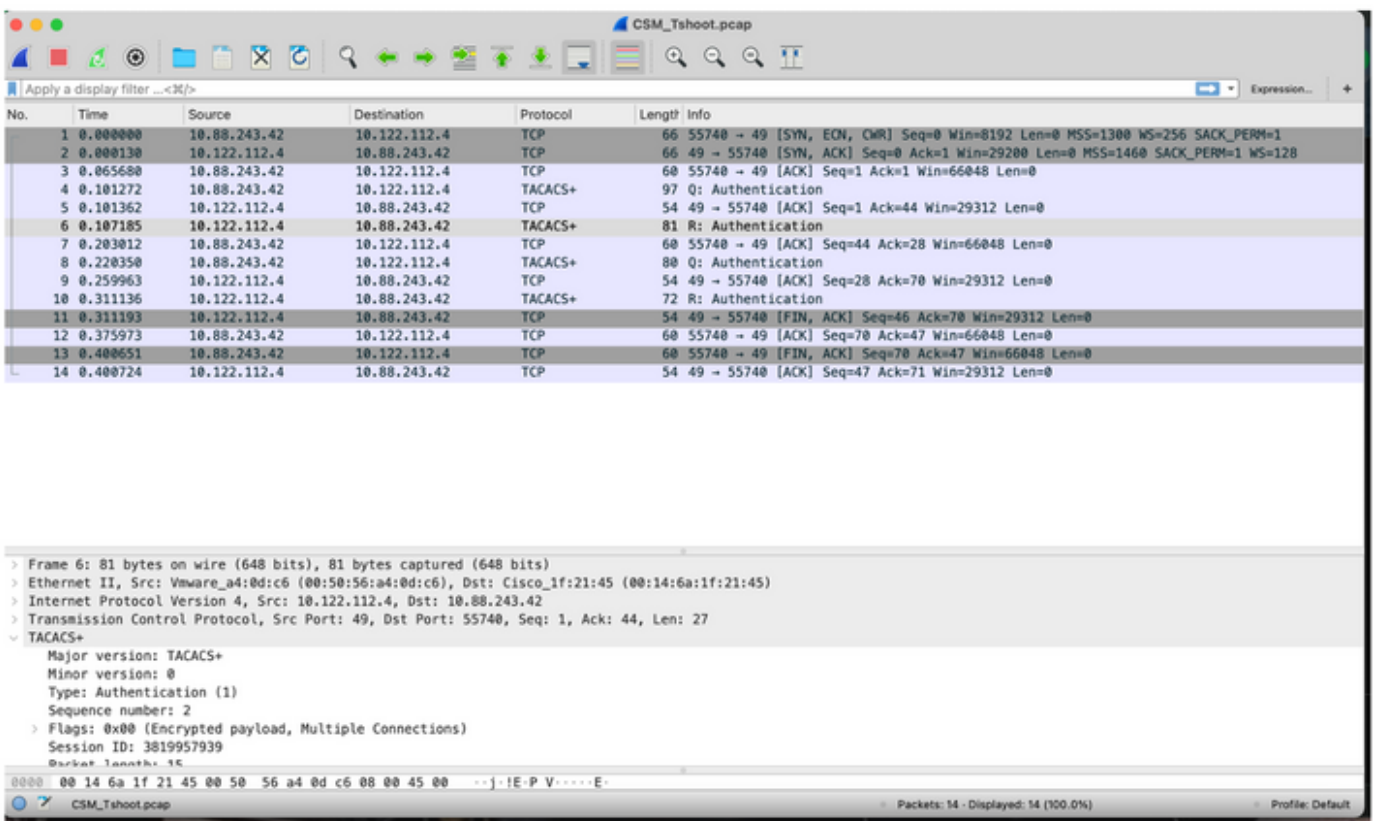 CSM_Tshoot.pcap
Apply a display filter ...<⌘/>
Expression...
+
No. Time Source Destination Protocol Length Info
1 0.000000 10.88.243.42 10.122.112.4 TCP 66 55740 → 49 [SYN, ECN, CWR] Seq=0 Win=8192 Len=0 MSS=1300 WS=256 SACK_PERM=1
2 0.000130 10.122.112.4 10.88.243.42 TCP 66 49 → 55740 [SYN, ACK] Seq=0 Ack=1 Win=29200 Len=0 MSS=1460 SACK_PERM=1 WS=128
3 0.065680 10.88.243.42 10.122.112.4 TCP 60 55740 → 49 [ACK] Seq=1 Ack=1 Win=66048 Len=0
4 0.101272 10.88.243.42 10.122.112.4 TACACS+ 97 Q: Authentication
5 0.101362 10.122.112.4 10.88.243.42 TCP 54 49 → 55740 [ACK] Seq=1 Ack=44 Win=29312 Len=0
6 0.107185 10.122.112.4 10.88.243.42 TACACS+ 81 R: Authentication
7 0.203012 10.88.243.42 10.122.112.4 TCP 60 55740 → 49 [ACK] Seq=44 Ack=28 Win=66048 Len=0
8 0.220350 10.88.243.42 10.122.112.4 TACACS+ 80 Q: Authentication
9 0.259963 10.122.112.4 10.88.243.42 TCP 54 49 → 55740 [ACK] Seq=28 Ack=70 Win=29312 Len=0
10 0.311136 10.122.112.4 10.88.243.42 TACACS+ 72 R: Authentication
11 0.311193 10.122.112.4 10.88.243.42 TCP 54 49 → 55740 [FIN, ACK] Seq=46 Ack=70 Win=29312 Len=0
12 0.375973 10.88.243.42 10.122.112.4 TCP 60 55740 → 49 [ACK] Seq=70 Ack=47 Win=66048 Len=0
13 0.400651 10.88.243.42 10.122.112.4 TCP 60 55740 → 49 [FIN, ACK] Seq=70 Ack=47 Win=66048 Len=0
14 0.400724 10.122.112.4 10.88.243.42 TCP 54 49 → 55740 [ACK] Seq=47 Ack=71 Win=29312 Len=0
Frame 6: 81 bytes on wire (648 bits), 81 bytes captured (648 bits)
Ethernet II, Src: Vmware_a4:0d:c6 (00:50:56:a4:0d:c6), Dst: Cisco_1f:21:45 (00:14:6a:1f:21:45)
Internet Protocol Version 4, Src: 10.122.112.4, Dst: 10.88.243.42
Transmission Control Protocol, Src Port: 49, Dst Port: 55740, Seq: 1, Ack: 44, Len: 27
TACACS+
Major version: TACACS+
Minor version: 0
Type: Authentication (1)
Sequence number: 2
Flags: 0x00 (Encrypted payload, Multiple Connections)
Session ID: 3819957939
Packet length: 15
0000 00 14 6a 1f 21 45 00 50 56 a4 0d c6 08 00 45 00 ··j·!E·P V·····E·
CSM_Tshoot.pcap
Packets: 14 · Displayed: 14 (100.0%)
Profile: Default